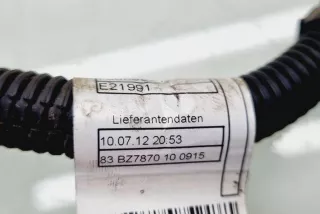 E21991
Lieferantendaten
10.07.12 20:53
83 BZ7870 10 0915